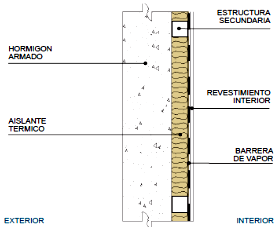 ESTRUCTURA
SECUNDARIA
HORMIGON
ARMADO
REVESTIMIENTO
INTERIOR
AISLANTE
TERMICO
BARRERA
DE VAPOR
EXTERIOR
INTERIOR